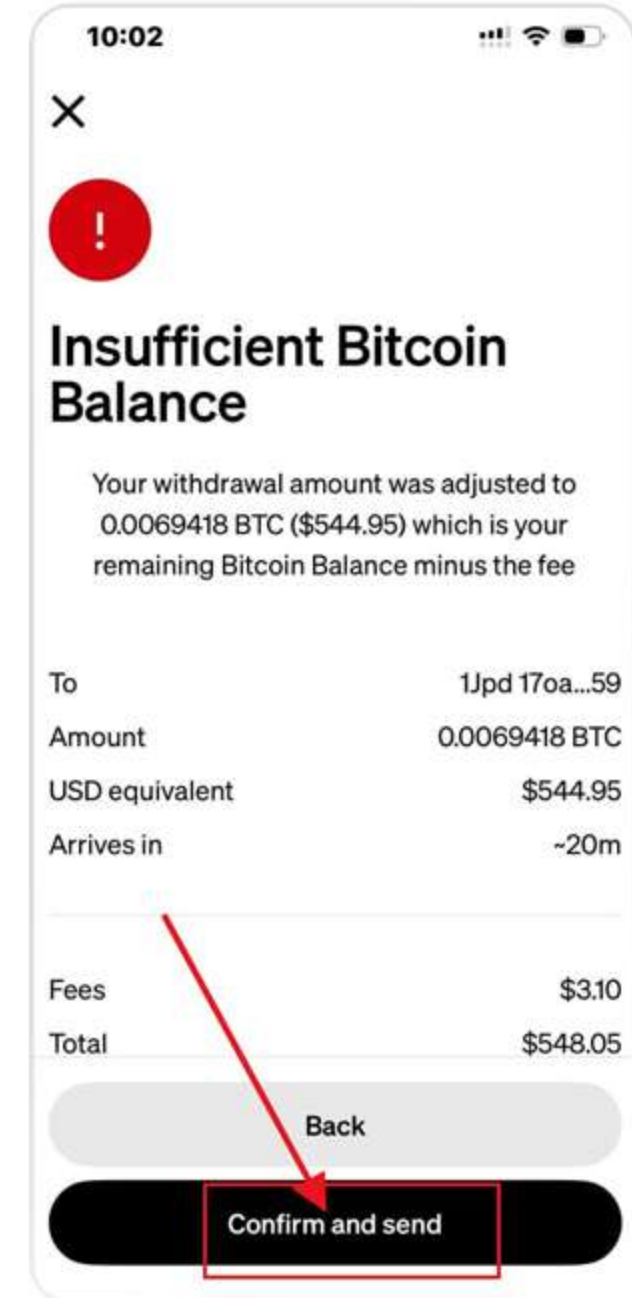 10:02
Insufficient Bitcoin
Balance
Your withdrawal amount was adjusted to
0.0069418 BTC ($544.95) which is your
remaining Bitcoin Balance minus the fee
To 1Jpd 17oa...59
Amount 0.0069418 BTC
USD equivalent $544.95
Arrives in ~20m
Fees $3.10
Total $548.05
Back
Confirm and send